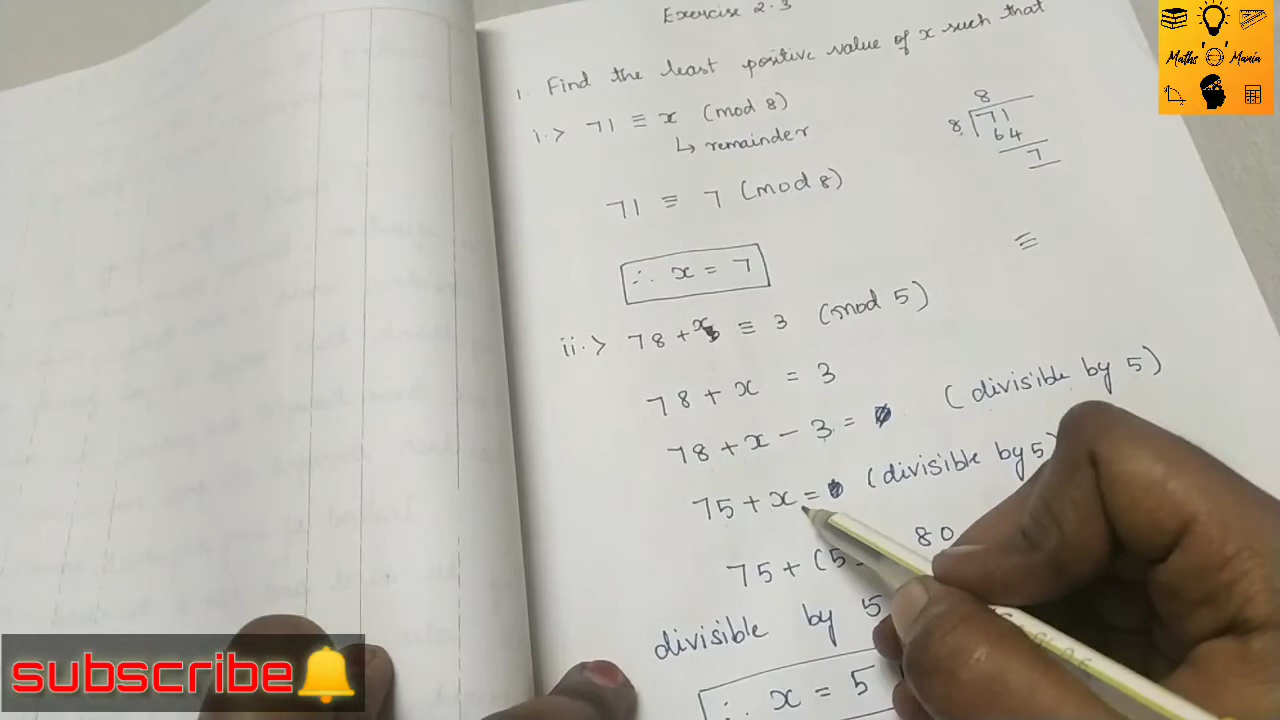 Exercise 2.3
1. Find the least positive value of x such that
i.> 71 ≡ x (mod 8)
↳ remainder
8
8 71
64
7
71 ≡ 7 (mod 8)
≡
∴ x = 7
ii.> 78 + x ≡ 3 (mod 5)
78 + x = 3
78 + x - 3 = (divisible by 5)
75 + x = (divisible by 5)
75 + (5 80
divisible by 5
∴ x = 5
Maths Mania
subscribe